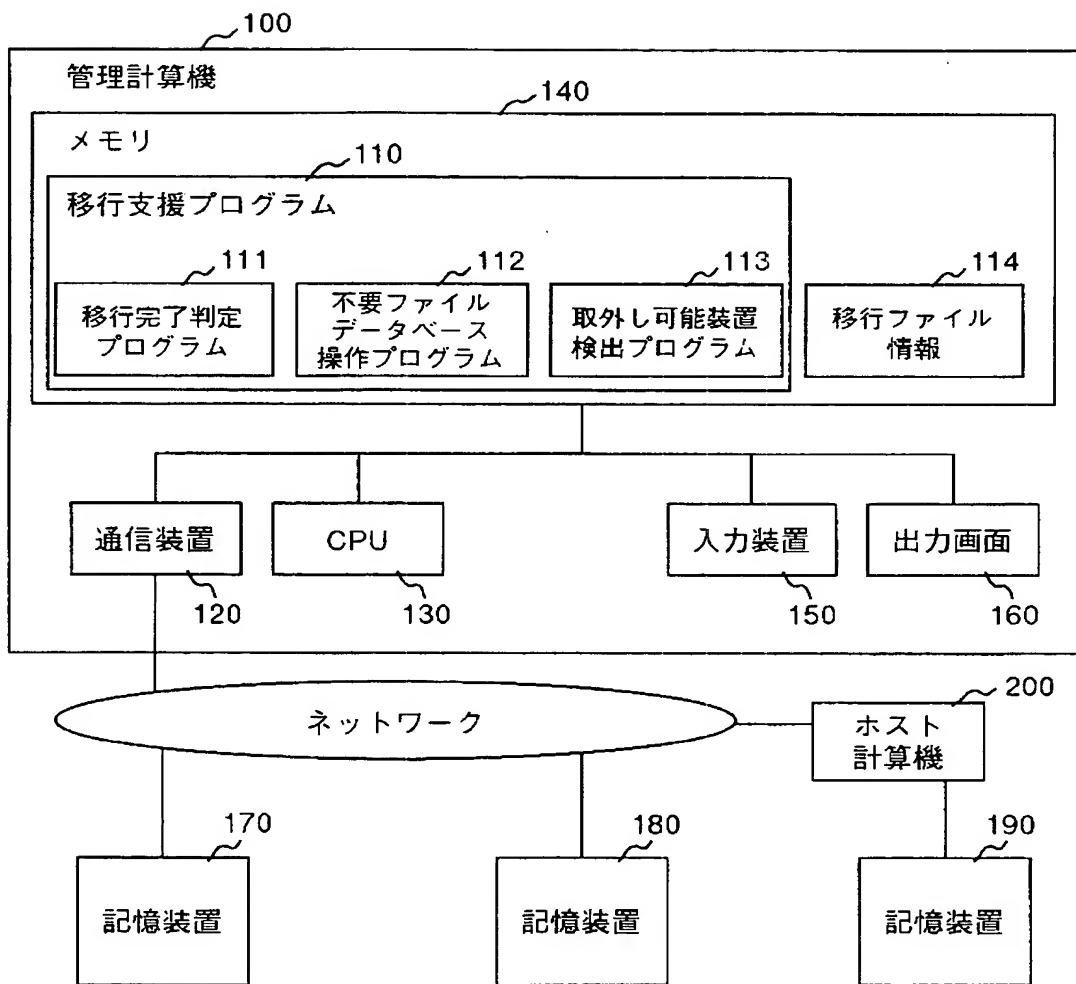 100
管理計算機
140
メモリ
110
移行支援プログラム
111
112
113
114
移行完了判定
プログラム
不要ファイル
データベース
操作プログラム
取外し可能装置
検出プログラム
移行ファイル
情報
通信装置
CPU
入力装置
出力画面
120
130
150
160
ネットワーク
200
ホスト
計算機
170
180
190
記憶装置
記憶装置
記憶装置